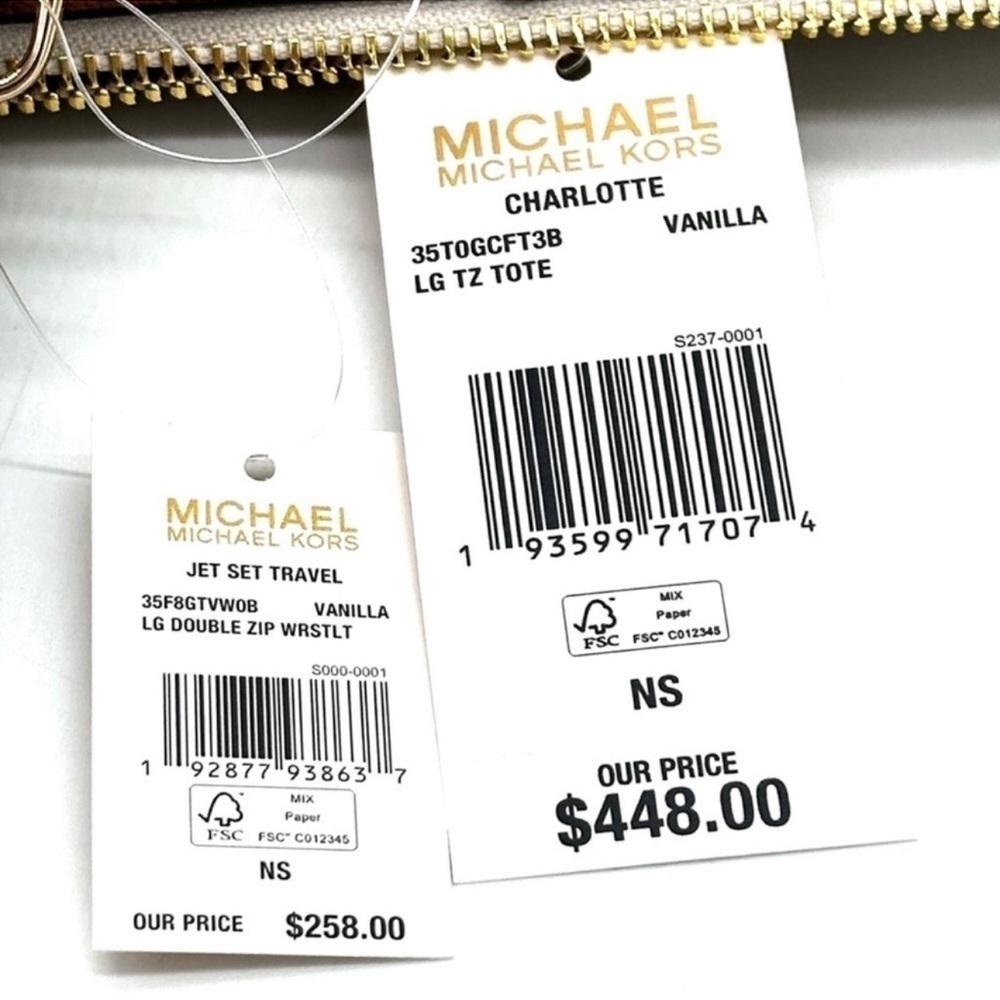 MICHAEL
MICHAEL KORS
CHARLOTTE
35T0GCFT3B VANILLA
LG TZ TOTE
S237-0001
1 93599 71707 4
FSC MIX
Paper
FSC™ C012345
NS
OUR PRICE
$448.00
MICHAEL
MICHAEL KORS
JET SET TRAVEL
35F8GTVW0B VANILLA
LG DOUBLE ZIP WRSTLT
S000-0001
1 92877 93863 7
FSC MIX
Paper
FSC™ C012345
NS
OUR PRICE $258.00